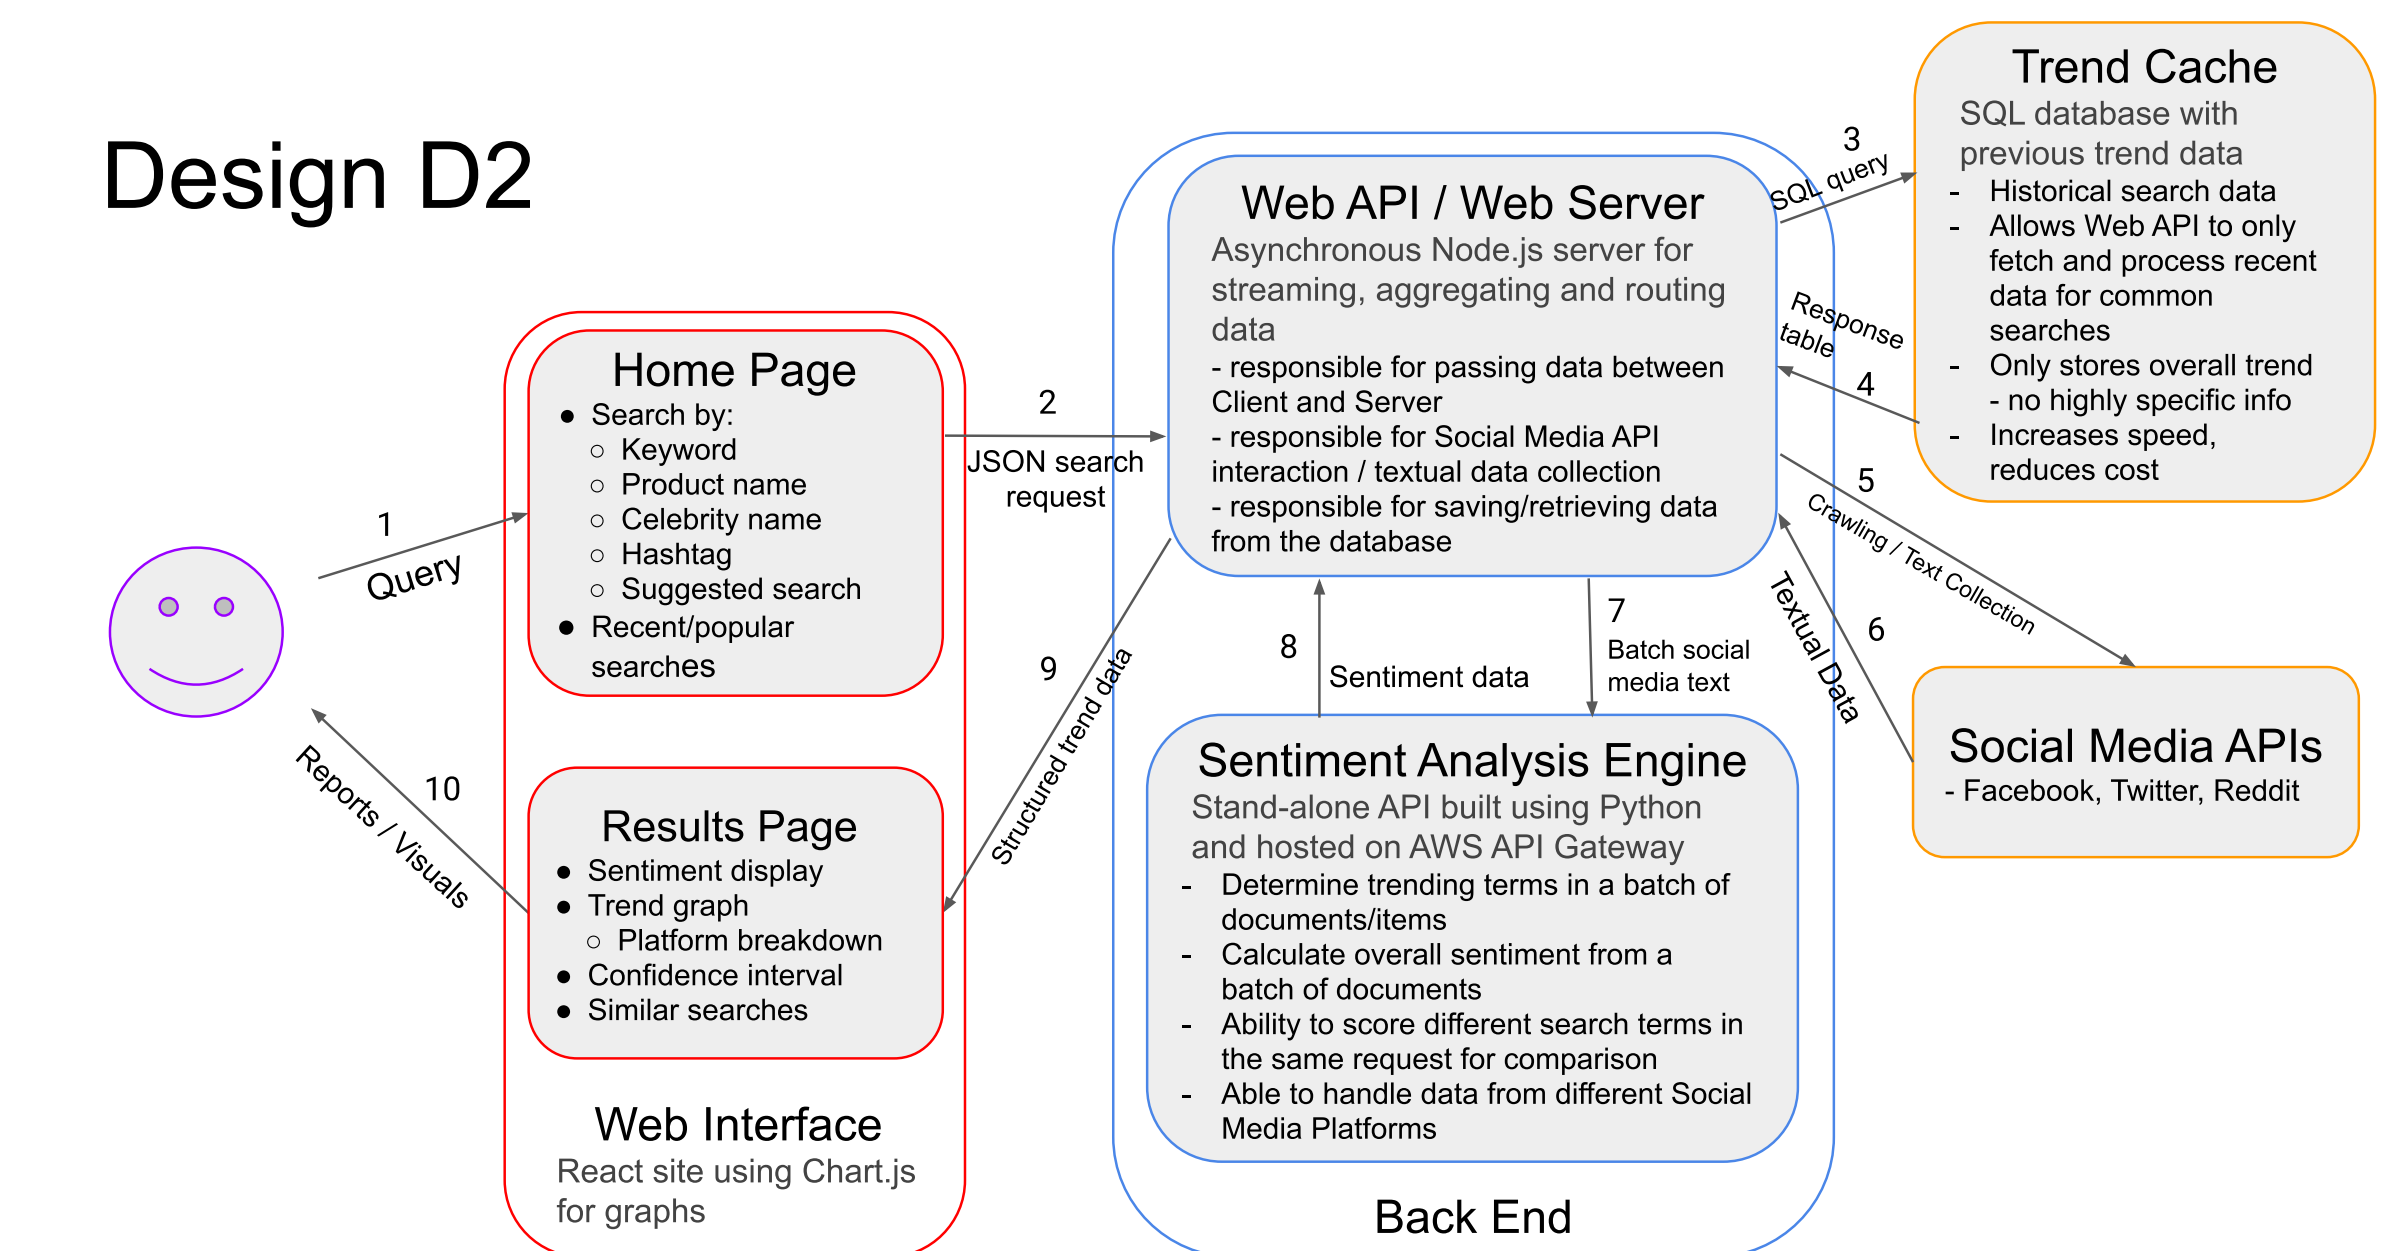 Design D2
1
Query
Home Page
● Search by:
○ Keyword
○ Product name
○ Celebrity name
○ Hashtag
○ Suggested search
● Recent/popular
searches
2
JSON search
request
Web API / Web Server
Asynchronous Node.js server for
streaming, aggregating and routing
data
- responsible for passing data between
Client and Server
- responsible for Social Media API
interaction / textual data collection
- responsible for saving/retrieving data
from the database
3
SQL query
Trend Cache
SQL database with
previous trend data
- Historical search data
- Allows Web API to only
fetch and process recent
data for common
searches
- Only stores overall trend
- no highly specific info
- Increases speed,
reduces cost
Response
table
4
5
Crawling / Text Collection
6
Textual Data
Social Media APIs
- Facebook, Twitter, Reddit
7
Batch social
media text
8
Sentiment data
Sentiment Analysis Engine
Stand-alone API built using Python
and hosted on AWS API Gateway
- Determine trending terms in a batch of
documents/items
- Calculate overall sentiment from a
batch of documents
- Ability to score different search terms in
the same request for comparison
- Able to handle data from different Social
Media Platforms
Back End
9
Structured trend data
Results Page
● Sentiment display
● Trend graph
○ Platform breakdown
● Confidence interval
● Similar searches
Web Interface
React site using Chart.js
for graphs
10
Reports / Visuals